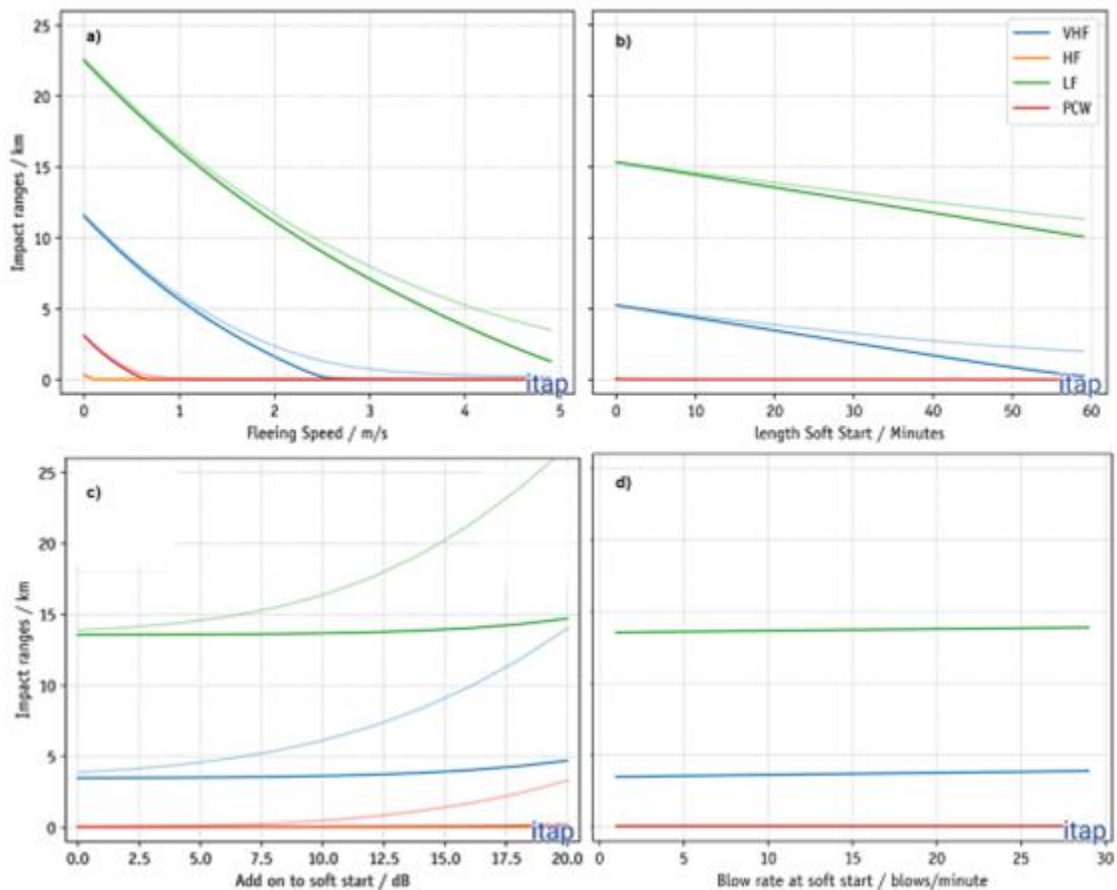 a)
25
20
15
10
5
0
Impact ranges / km
0 1 2 3 4 5
Fleeing Speed / m/s
itap
b)
VHF
HF
LF
PCW
0 10 20 30 40 50 60
length Soft Start / Minutes
itap
c)
25
20
15
10
5
0
Impact ranges / km
0.0 2.5 5.0 7.5 10.0 12.5 15.0 17.5 20.0
Add on to soft start / dB
itap
d)
0 5 10 15 20 25 30
Blow rate at soft start / blows/minute
itap